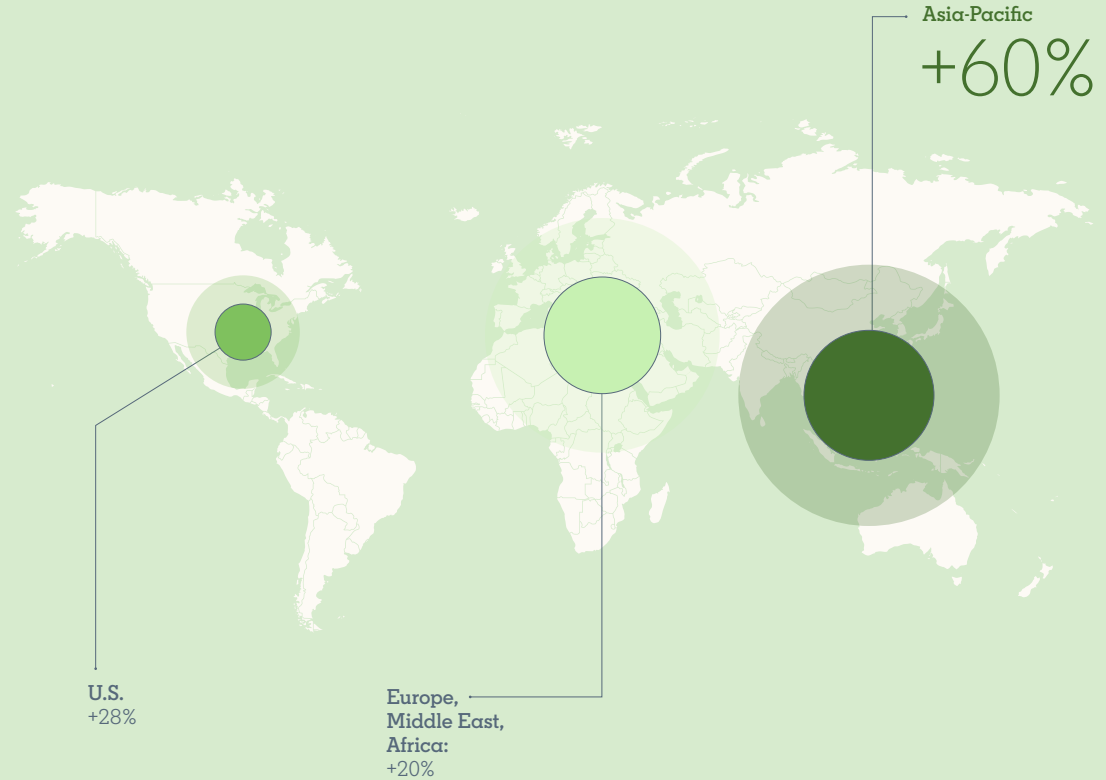 Asia-Pacific
+60%
U.S.
+28%
Europe,
Middle East,
Africa:
+20%